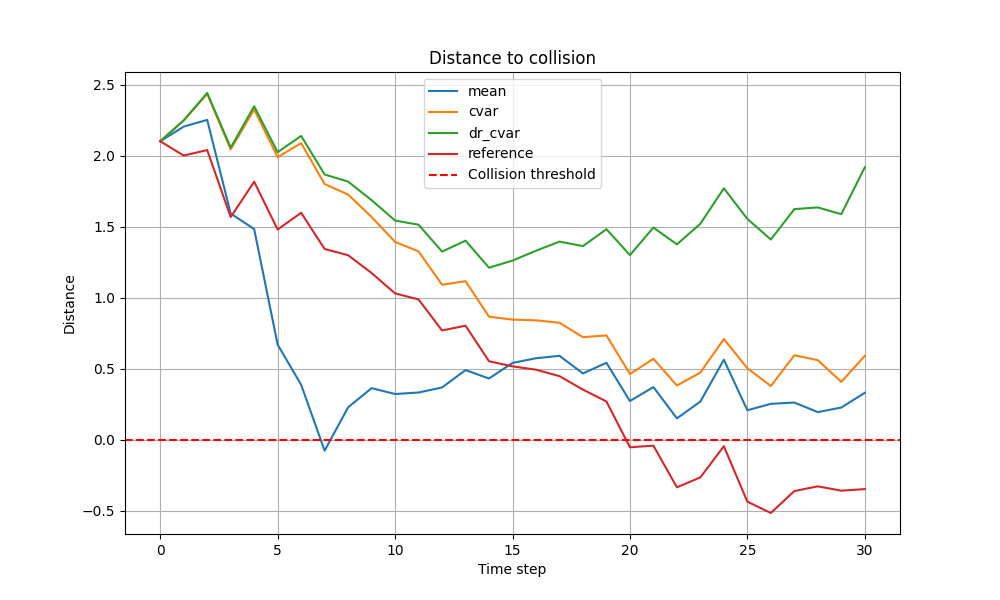 Distance to collision
2.5
2.0
1.5
1.0
0.5
0.0
−0.5
Distance
mean
cvar
dr_cvar
reference
Collision threshold
0 5 10 15 20 25 30
Time step